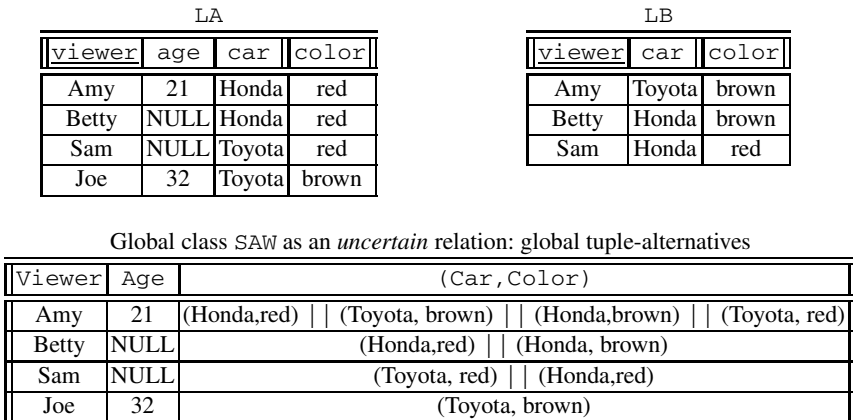 LA
viewer age car color
Amy 21 Honda red
Betty NULL Honda red
Sam NULL Toyota red
Joe 32 Toyota brown
LB
viewer car color
Amy Toyota brown
Betty Honda brown
Sam Honda red
Global class SAW as an uncertain relation: global tuple-alternatives
Viewer Age (Car,Color)
Amy 21 (Honda,red) || (Toyota, brown) || (Honda,brown) || (Toyota, red)
Betty NULL (Honda,red) || (Honda, brown)
Sam NULL (Toyota, red) || (Honda,red)
Joe 32 (Toyota, brown)